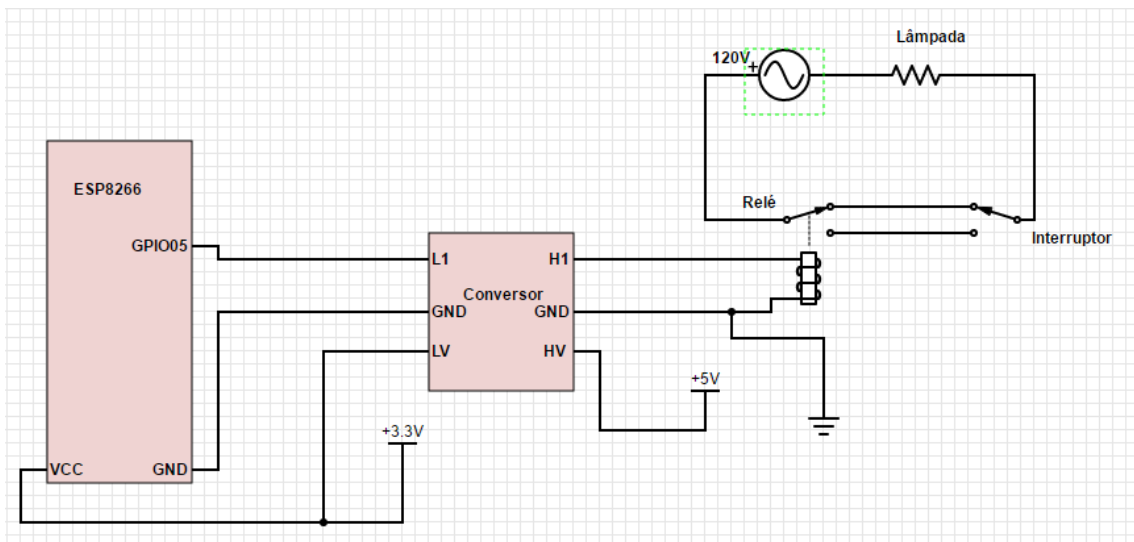 Lâmpada
120V
+
ESP8266
Relé
GPIO05
Interruptor
L1
H1
Conversor
GND
GND
LV
HV
+5V
+3.3V
VCC
GND